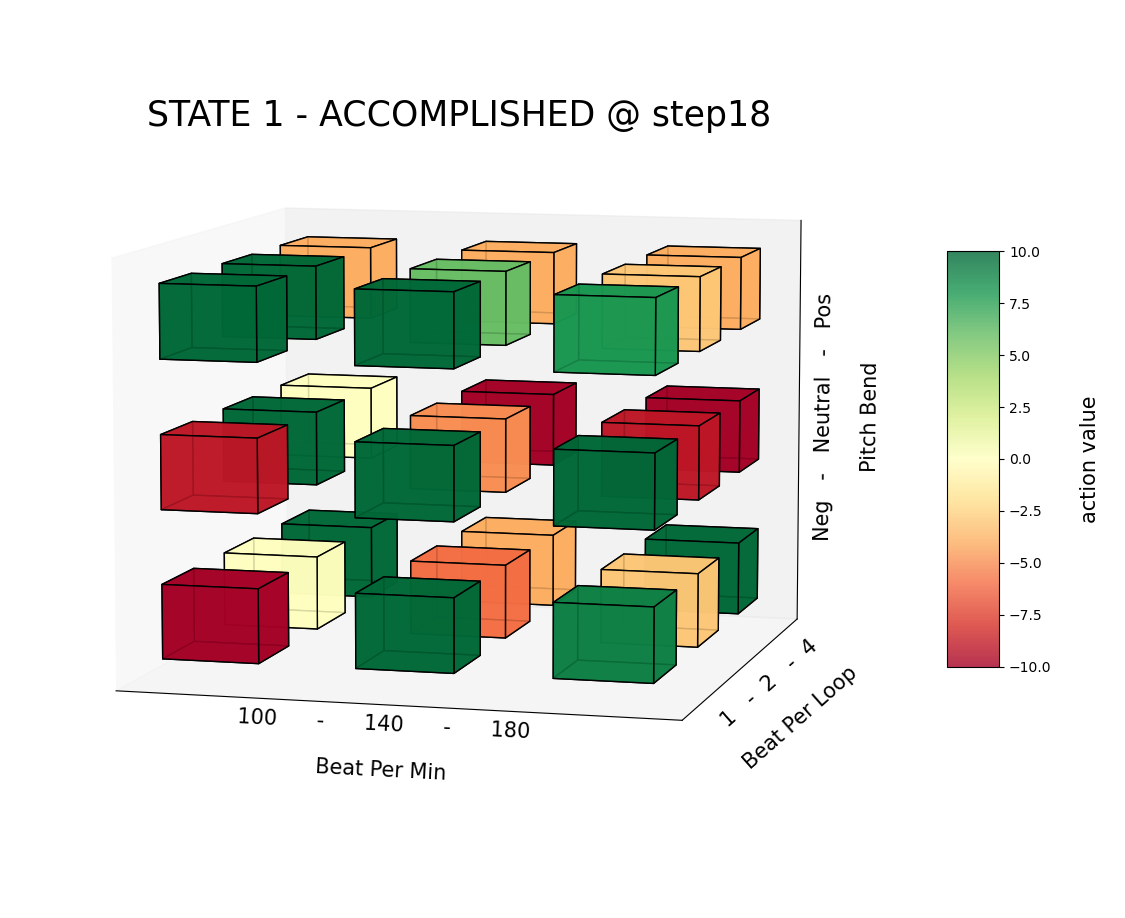 STATE 1 - ACCOMPLISHED @ step18
Neg - Neutral - Pos
Pitch Bend
1 - 2 - 4
Beat Per Loop
100 - 140 - 180
Beat Per Min
10.0
7.5
5.0
2.5
0.0
−2.5
−5.0
−7.5
−10.0
action value